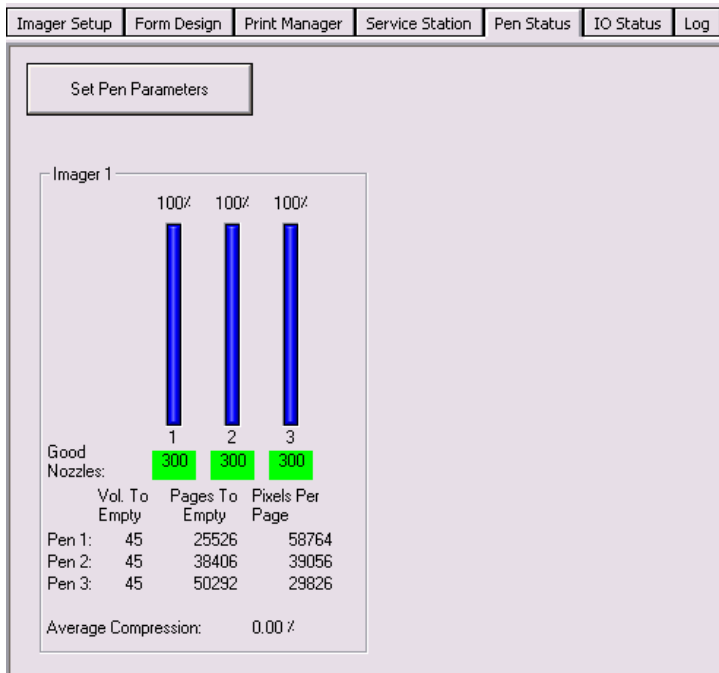 Imager Setup Form Design Print Manager Service Station Pen Status IO Status Log
Set Pen Parameters
Imager 1
100% 100% 100%
1 2 3
Good
Nozzles:
300 300 300
Vol. To Pages To Pixels Per
Empty Empty Page
Pen 1: 45 25526 58764
Pen 2: 45 38406 39056
Pen 3: 45 50292 29826
Average Compression: 0.00 %